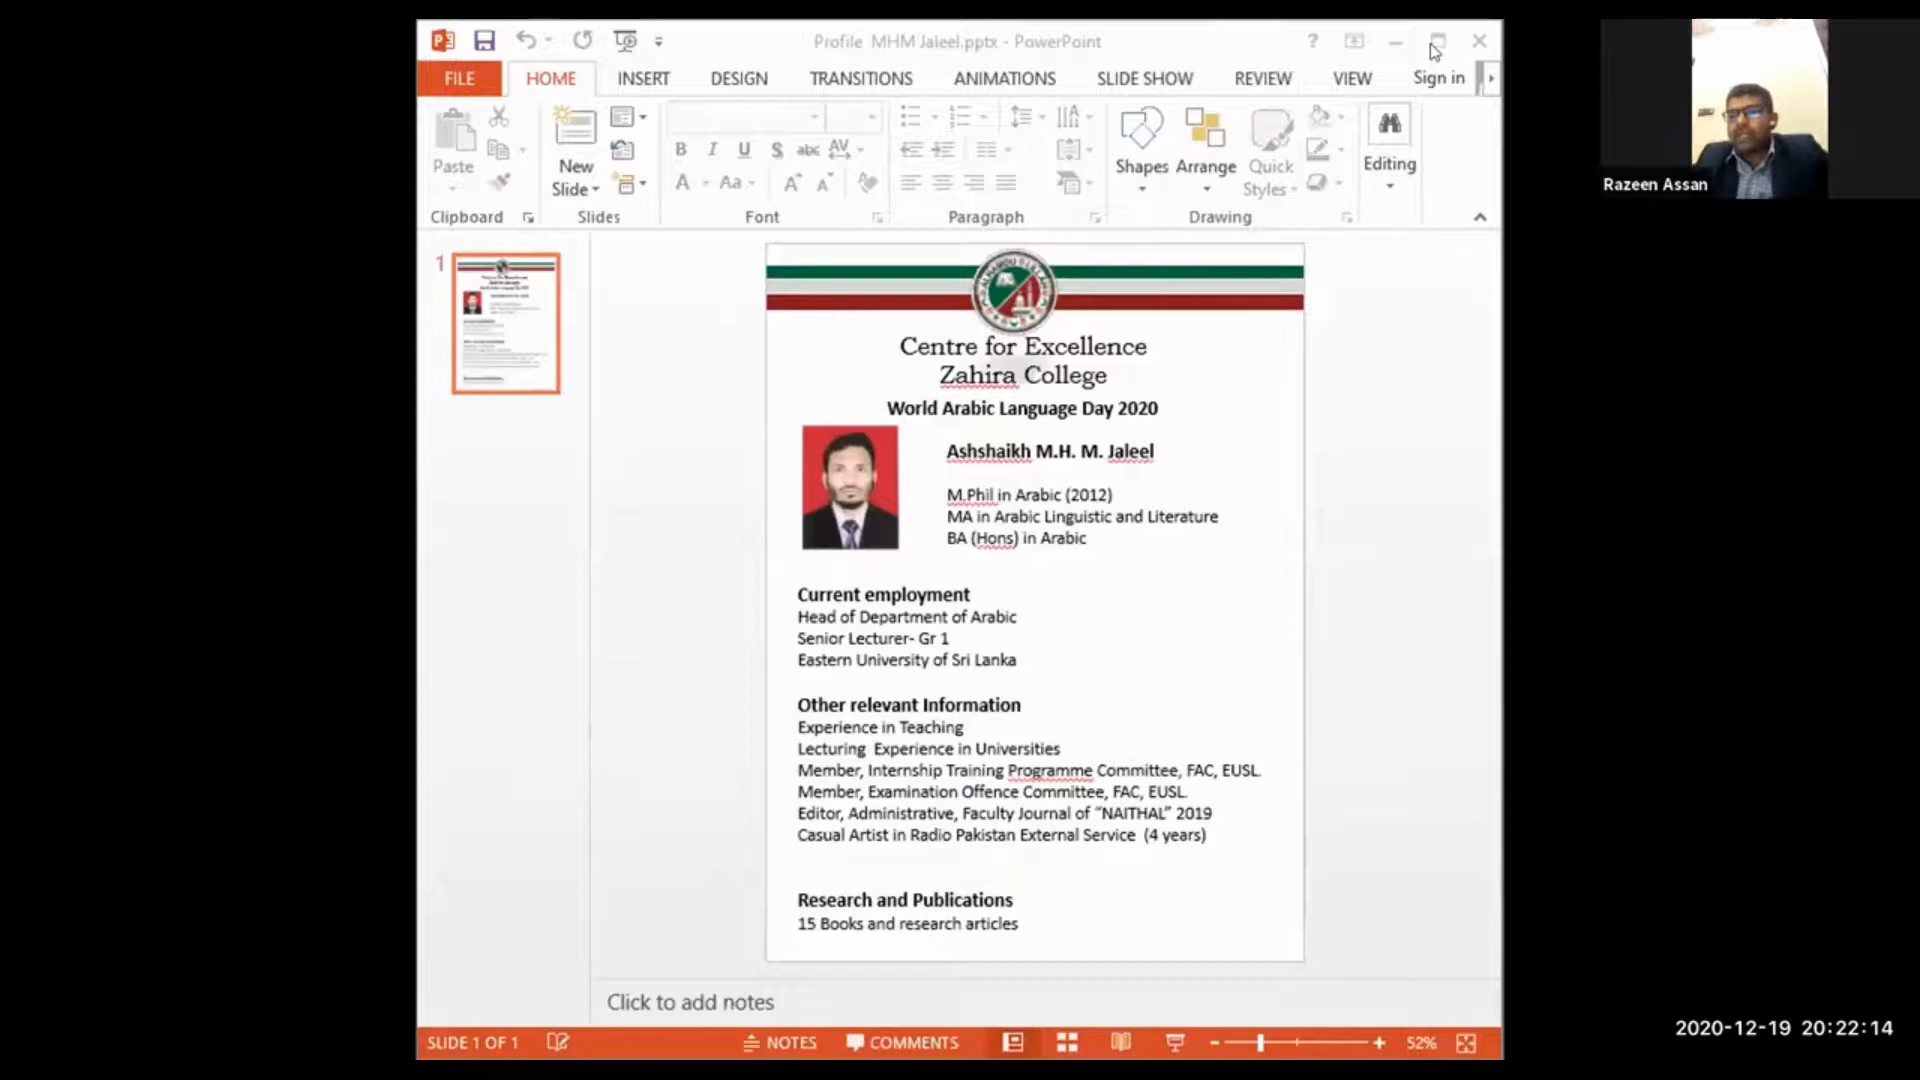 Profile MHM Jaleel.pptx - PowerPoint
?
FILE HOME INSERT DESIGN TRANSITIONS ANIMATIONS SLIDE SHOW REVIEW VIEW Sign in
Paste
New
Slide
B I U S abc AV
A Aa A A
Shapes Arrange Quick
Styles
Editing
Clipboard Slides Font Paragraph Drawing
1
Centre for Excellence
Zahira College
World Arabic Language Day 2020
Ashshaikh M.H. M. Jaleel
M.Phil in Arabic (2012)
MA in Arabic Linguistic and Literature
BA (Hons) in Arabic
Current employment
Head of Department of Arabic
Senior Lecturer- Gr 1
Eastern University of Sri Lanka
Other relevant Information
Experience in Teaching
Lecturing Experience in Universities
Member, Internship Training Programme Committee, FAC, EUSL.
Member, Examination Offence Committee, FAC, EUSL.
Editor, Administrative, Faculty Journal of “NAITHAL” 2019
Casual Artist in Radio Pakistan External Service (4 years)
Research and Publications
15 Books and research articles
Click to add notes
SLIDE 1 OF 1 NOTES COMMENTS 52%
Razeen Assan
2020-12-19 20:22:14